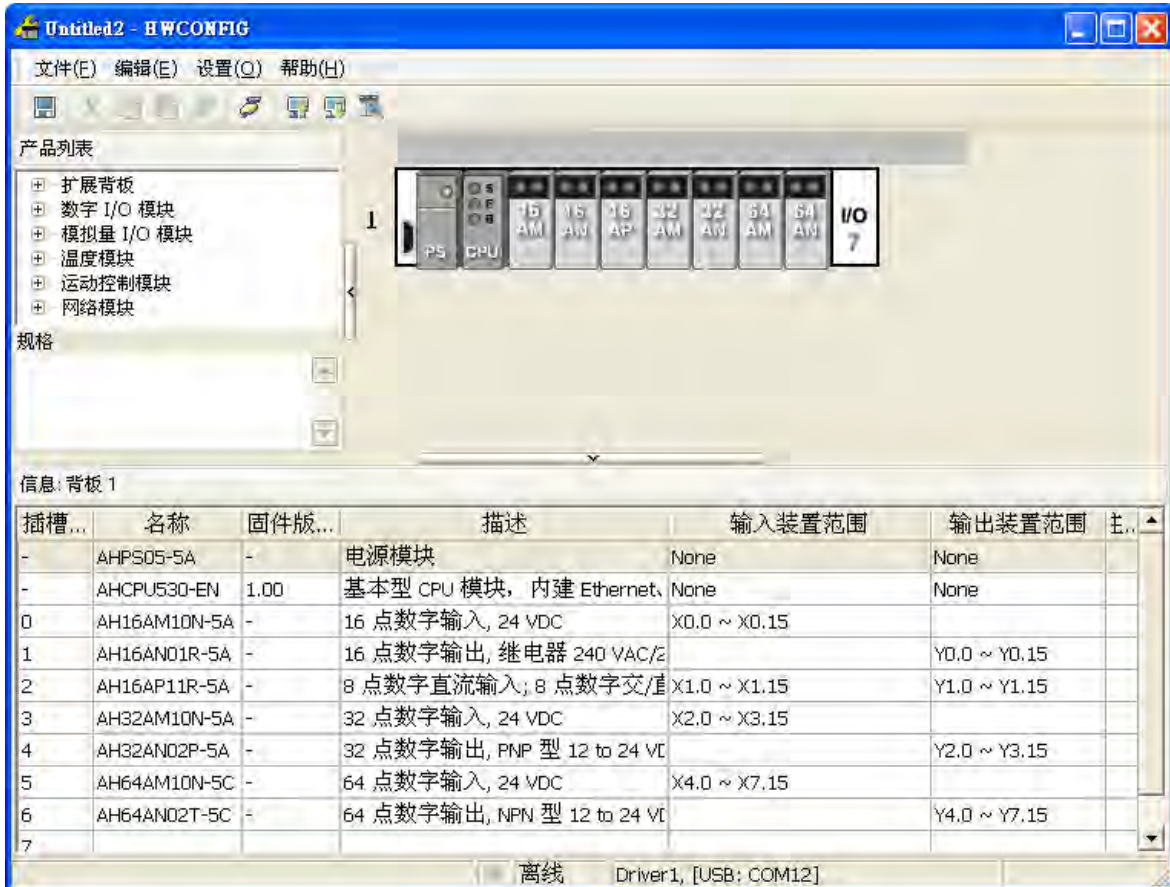 Untitled2 - HWCONFIG
文件(F) 编辑(E) 设置(O) 帮助(H)
产品列表
扩展背板
数字 I/O 模块
模拟量 I/O 模块
温度模块
运动控制模块
网络模块
规格
1
PS
S
F
B
CPU
16 AM
16 AN
16 AP
32 AM
32 AN
64 AM
64 AN
I/O
7
信息: 背板 1
插槽... 名称 固件版... 描述 输入装置范围 输出装置范围
- AHPS05-5A - 电源模块 None None
- AHCPU530-EN 1.00 基本型 CPU 模块，内建 Ethernet、 None None
0 AH16AM10N-5A - 16 点数字输入, 24 VDC X0.0 ~ X0.15
1 AH16AN01R-5A - 16 点数字输出, 继电器 240 VAC/2 Y0.0 ~ Y0.15
2 AH16AP11R-5A - 8 点数字直流输入; 8 点数字交/直 X1.0 ~ X1.15 Y1.0 ~ Y1.15
3 AH32AM10N-5A - 32 点数字输入, 24 VDC X2.0 ~ X3.15
4 AH32AN02P-5A - 32 点数字输出, PNP 型 12 to 24 VD Y2.0 ~ Y3.15
5 AH64AM10N-5C - 64 点数字输入, 24 VDC X4.0 ~ X7.15
6 AH64AN02T-5C - 64 点数字输出, NPN 型 12 to 24 VD Y4.0 ~ Y7.15
7
离线 Driver1, [USB: COM12]